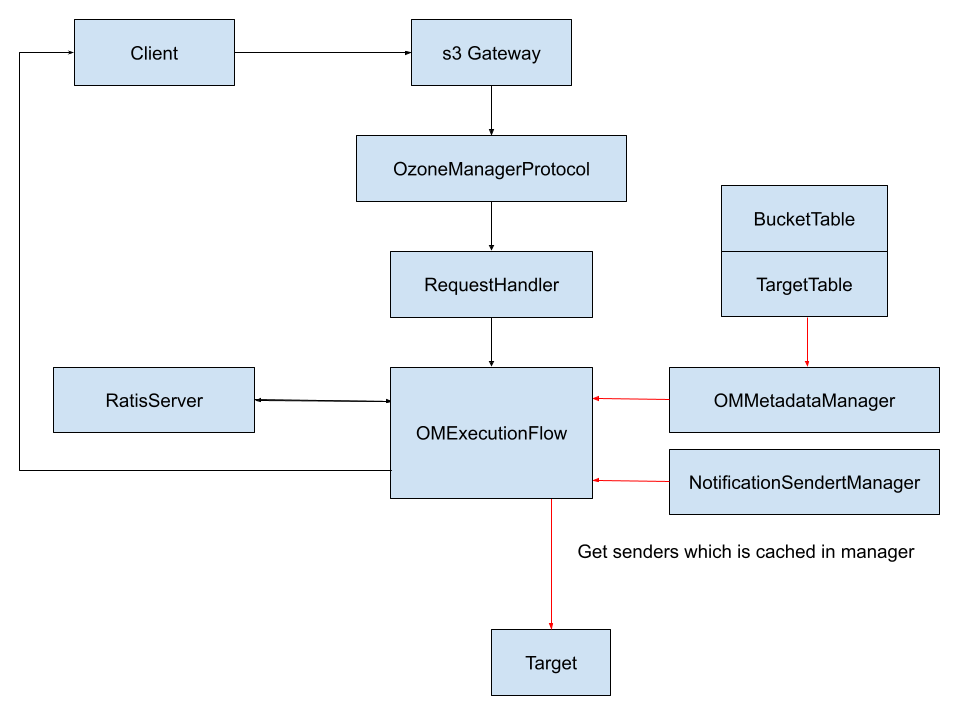 Client
s3 Gateway
OzoneManagerProtocol
BucketTable
RequestHandler
TargetTable
RatisServer
OMExecutionFlow
OMMetadataManager
NotificationSendertManager
Get senders which is cached in manager
Target